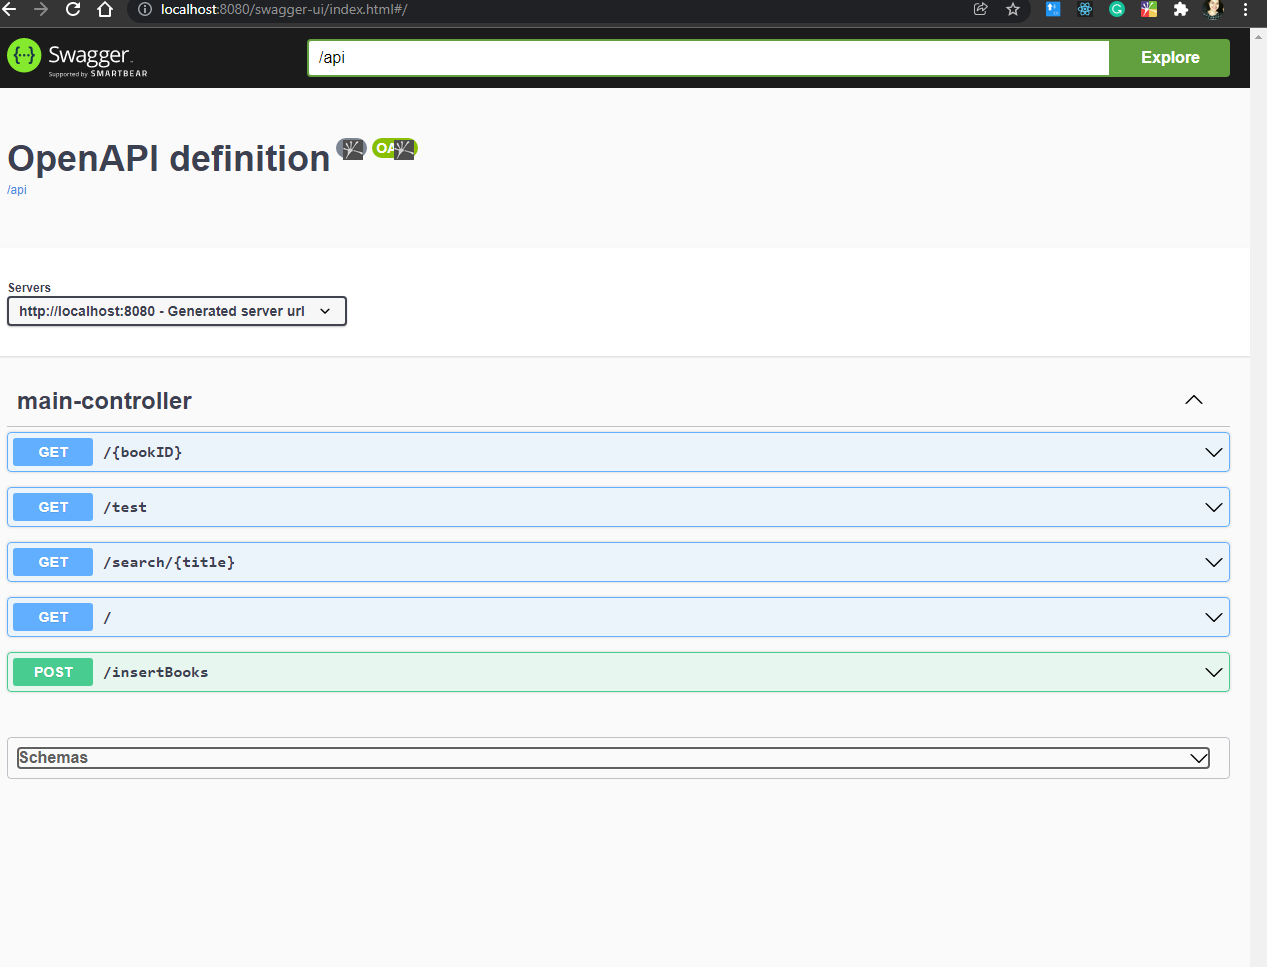 localhost:8080/swagger-ui/index.html#/
Swagger
Supported by SMARTBEAR
/api
Explore
OpenAPI definition
/api
Servers
http://localhost:8080 - Generated server url
main-controller
GET /{bookID}
GET /test
GET /search/{title}
GET /
POST /insertBooks
Schemas